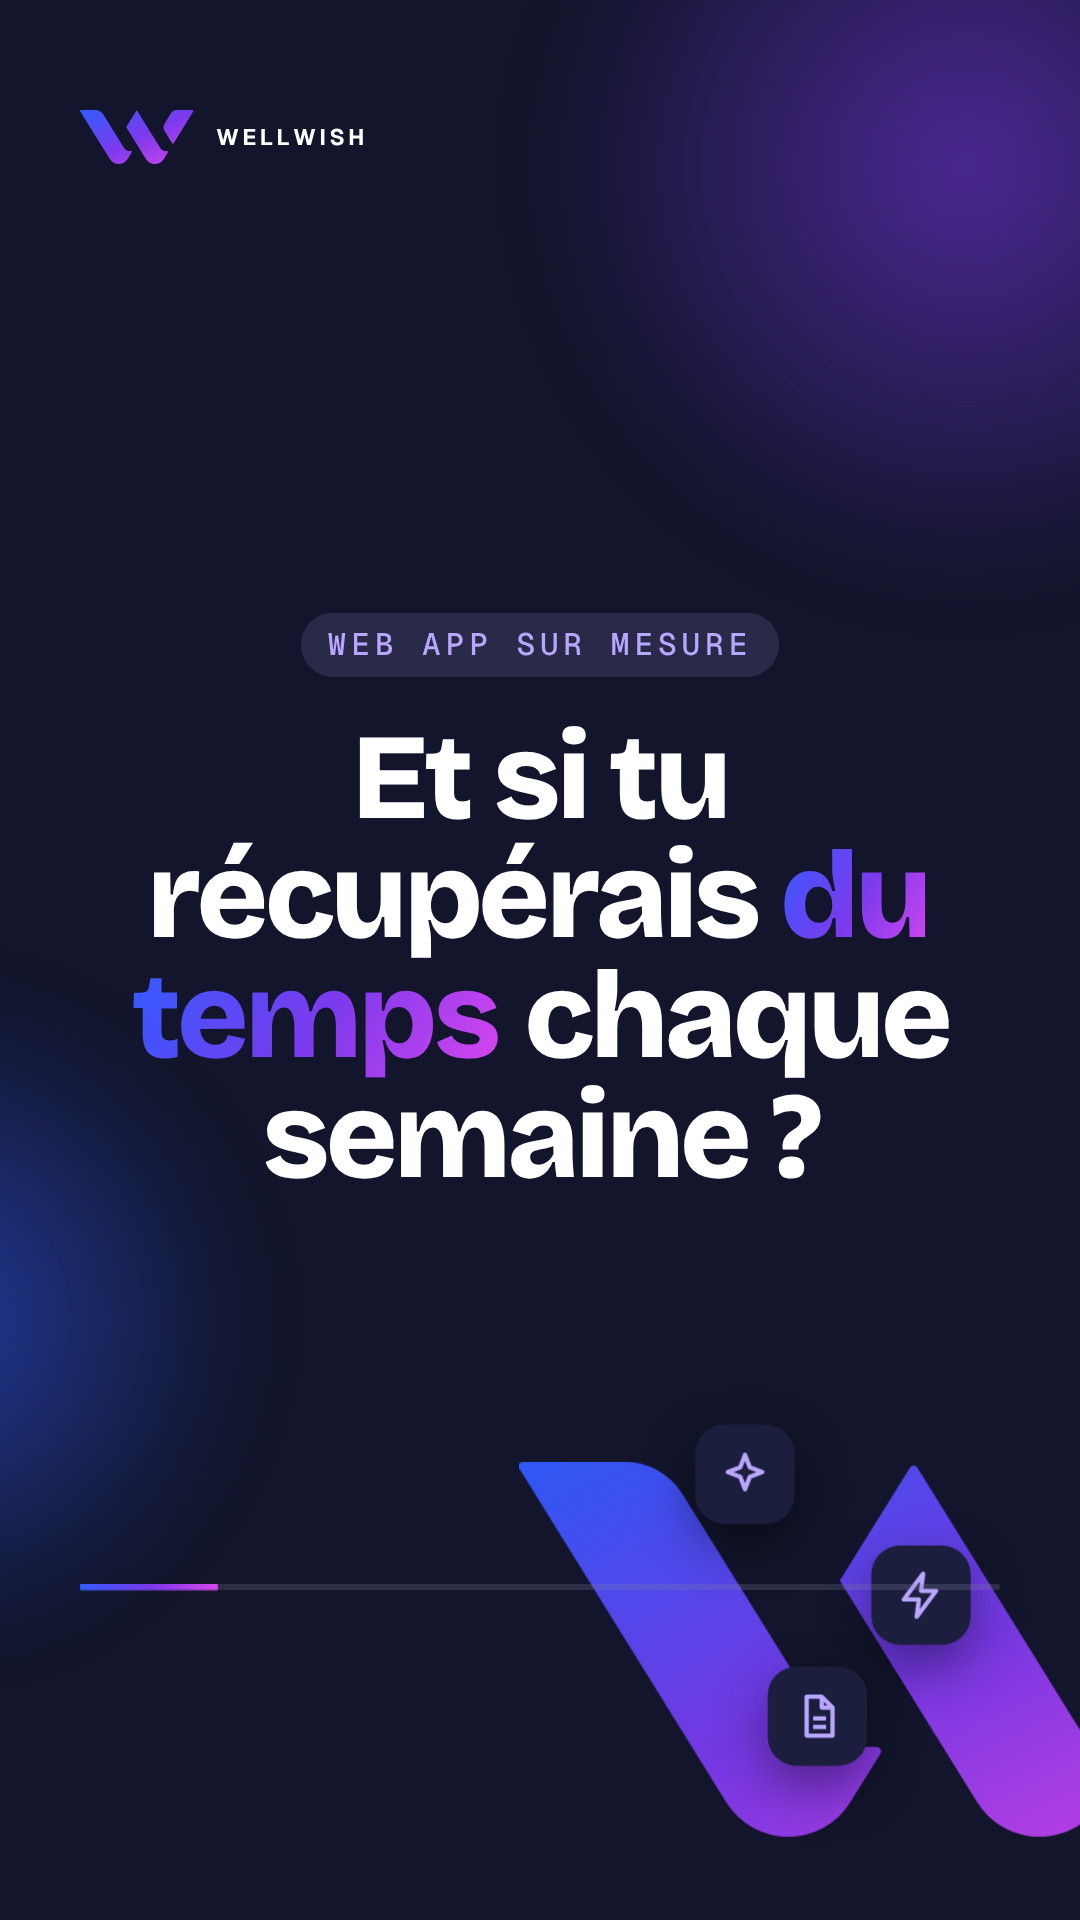 WELLWISH
WEB APP SUR MESURE
Et si tu
récupérais du
temps chaque
semaine ?